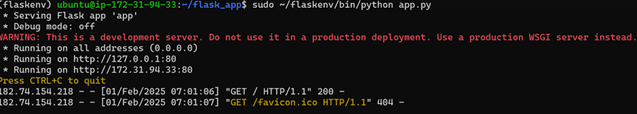 (flaskenv) ubuntu@ip-172-31-94-33:~/flask_app$ sudo ~/flaskenv/bin/python app.py
 * Serving Flask app 'app'
 * Debug mode: off
WARNING: This is a development server. Do not use it in a production deployment. Use a production WSGI server instead.
 * Running on all addresses (0.0.0.0)
 * Running on http://127.0.0.1:80
 * Running on http://172.31.94.33:80
Press CTRL+C to quit
182.74.154.218 - - [01/Feb/2025 07:01:06] "GET / HTTP/1.1" 200 -
182.74.154.218 - - [01/Feb/2025 07:01:07] "GET /favicon.ico HTTP/1.1" 404 -